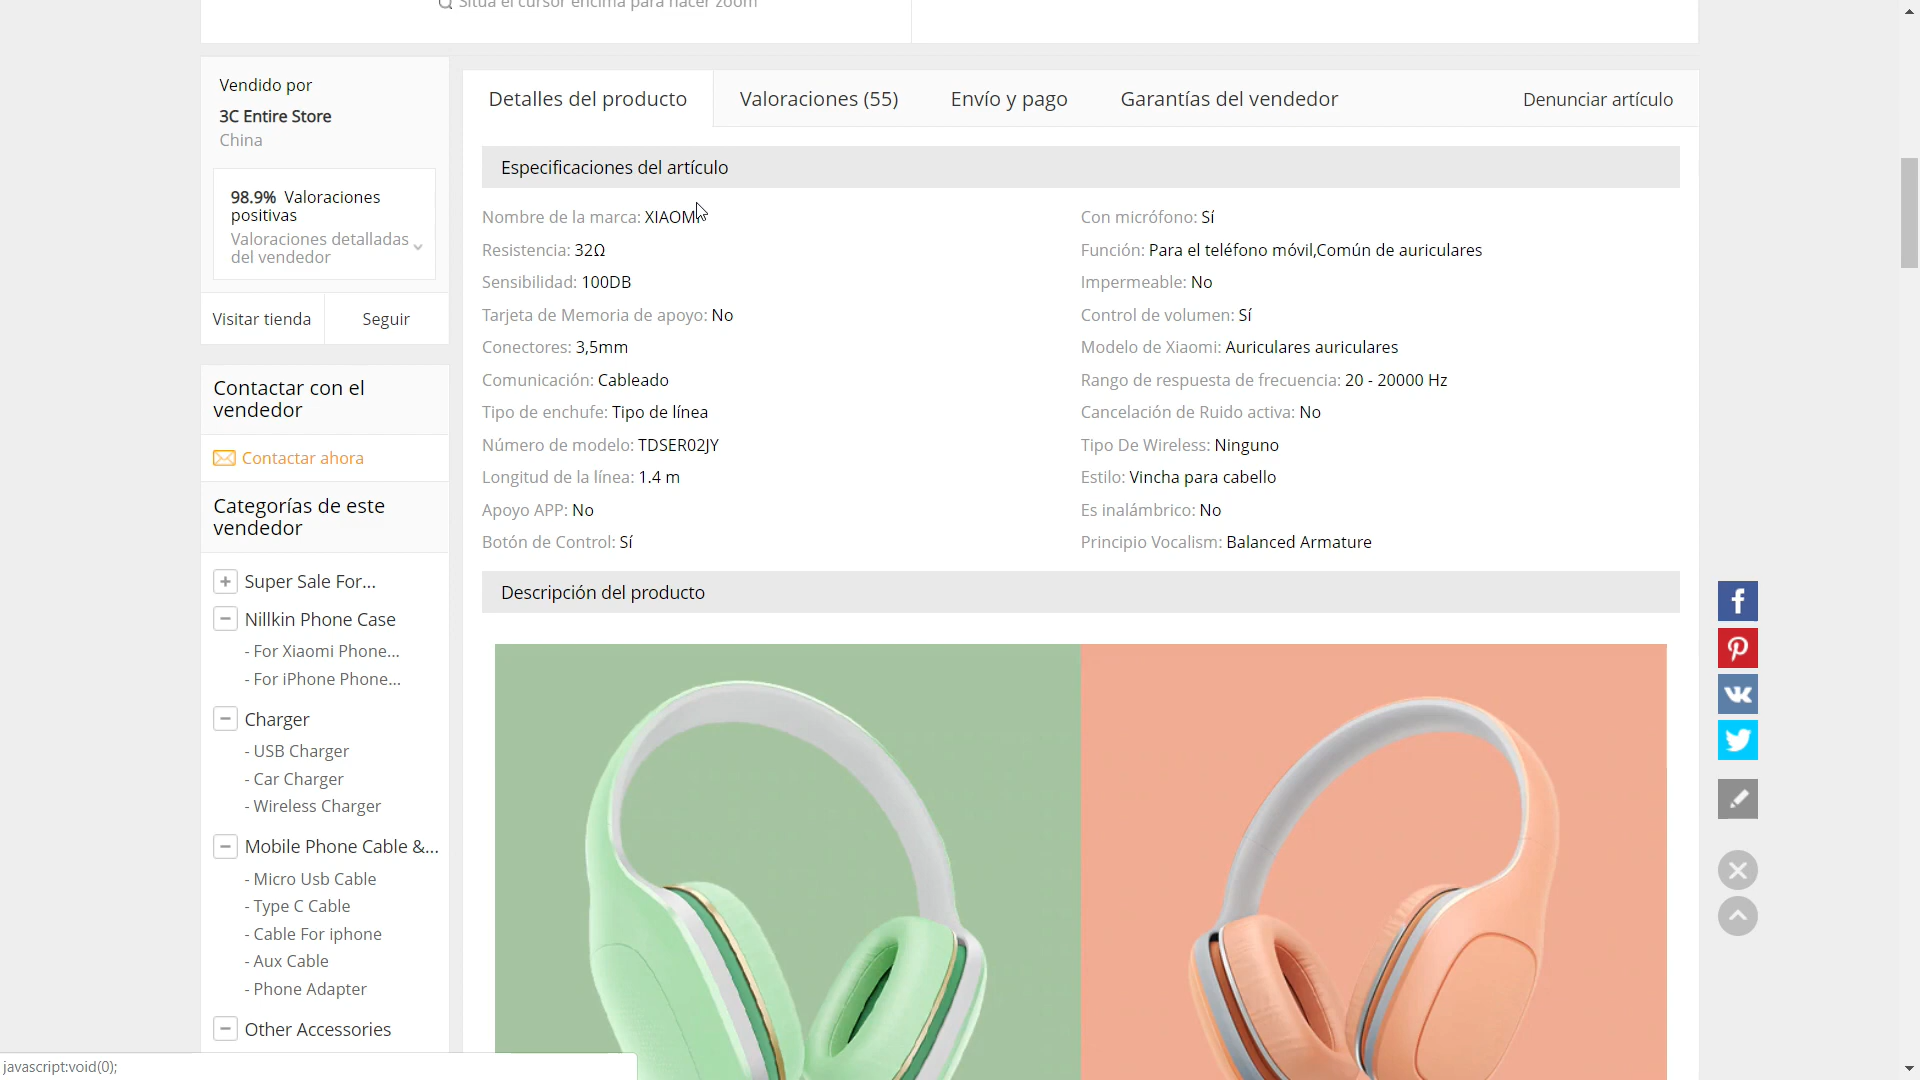 Situa el cursor encima para hacer zoom
Vendido por
3C Entire Store
China
98.9% Valoraciones
positivas
Valoraciones detalladas
del vendedor
Visitar tienda
Seguir
Contactar con el
vendedor
Contactar ahora
Categorías de este
vendedor
+ Super Sale For...
− Nillkin Phone Case
- For Xiaomi Phone...
- For iPhone Phone...
− Charger
- USB Charger
- Car Charger
- Wireless Charger
− Mobile Phone Cable &...
- Micro Usb Cable
- Type C Cable
- Cable For iphone
- Aux Cable
- Phone Adapter
− Other Accessories
Detalles del producto
Valoraciones (55)
Envío y pago
Garantías del vendedor
Denunciar artículo
Especificaciones del artículo
Nombre de la marca: XIAOMI
Resistencia: 32Ω
Sensibilidad: 100DB
Tarjeta de Memoria de apoyo: No
Conectores: 3,5mm
Comunicación: Cableado
Tipo de enchufe: Tipo de línea
Número de modelo: TDSER02JY
Longitud de la línea: 1.4 m
Apoyo APP: No
Botón de Control: Sí
Con micrófono: Sí
Función: Para el teléfono móvil,Común de auriculares
Impermeable: No
Control de volumen: Sí
Modelo de Xiaomi: Auriculares auriculares
Rango de respuesta de frecuencia: 20 - 20000 Hz
Cancelación de Ruido activa: No
Tipo De Wireless: Ninguno
Estilo: Vincha para cabello
Es inalámbrico: No
Principio Vocalism: Balanced Armature
Descripción del producto
javascript:void(0);